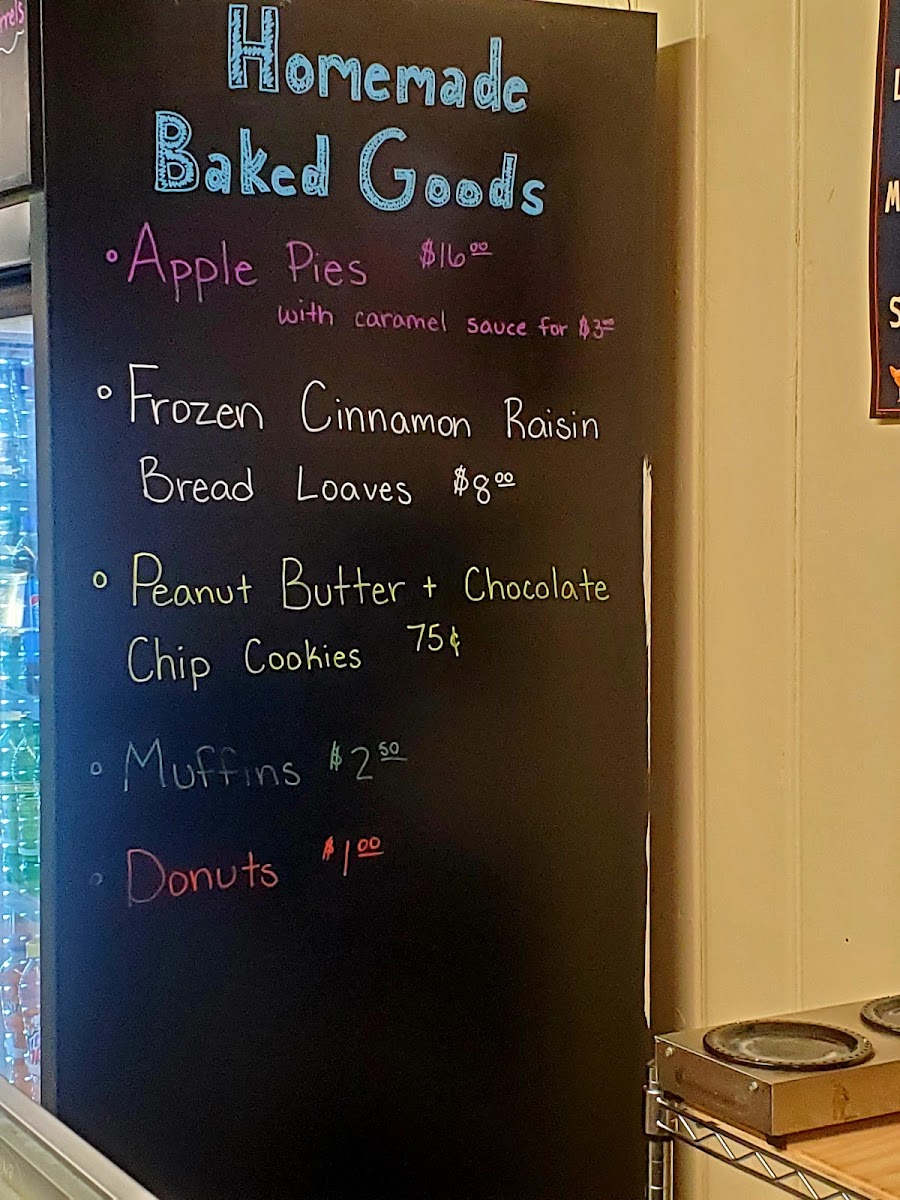 Homemade
Baked Goods
• Apple Pies $16.00
with caramel sauce for $3.00
• Frozen Cinnamon Raisin
Bread Loaves $8.00
• Peanut Butter + Chocolate
Chip Cookies 75¢
• Muffins $2.50
• Donuts $1.00